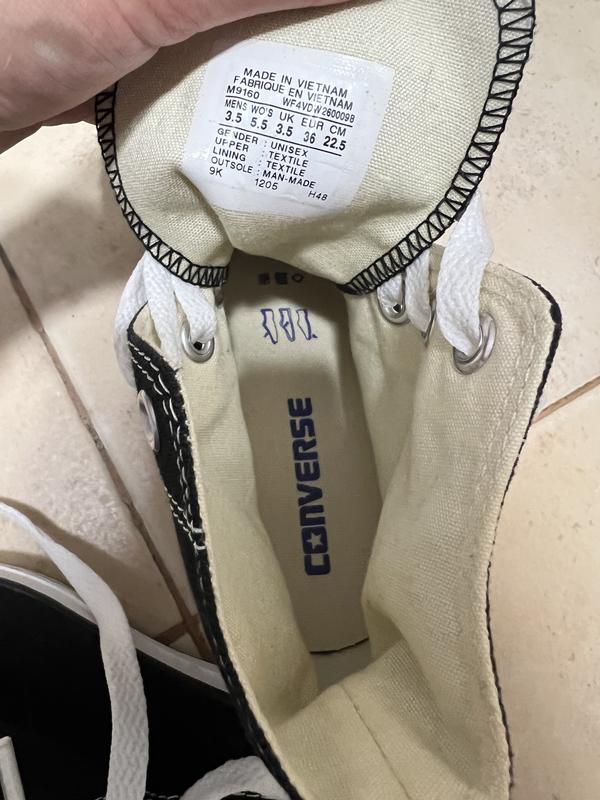 MADE IN VIETNAM
FABRIQUE EN VIETNAM
M9160 WF4VDW2600098
MENS WO'S UK EUR CM
3.5 5.5 3.5 36 22.5
GENDER : UNISEX
UPPER : TEXTILE
LINING : TEXTILE
OUTSOLE : MAN-MADE
9K 1205 H48
CONVERSE